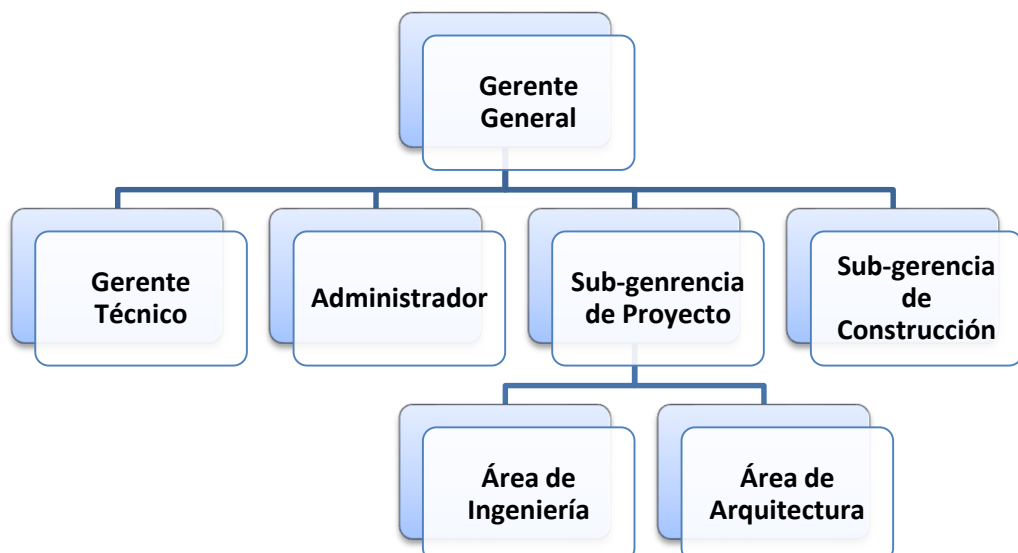 Gerente
General
Gerente
Técnico
Administrador
Sub-genrencia
de Proyecto
Sub-gerencia
de
Construcción
Área de
Ingeniería
Área de
Arquitectura